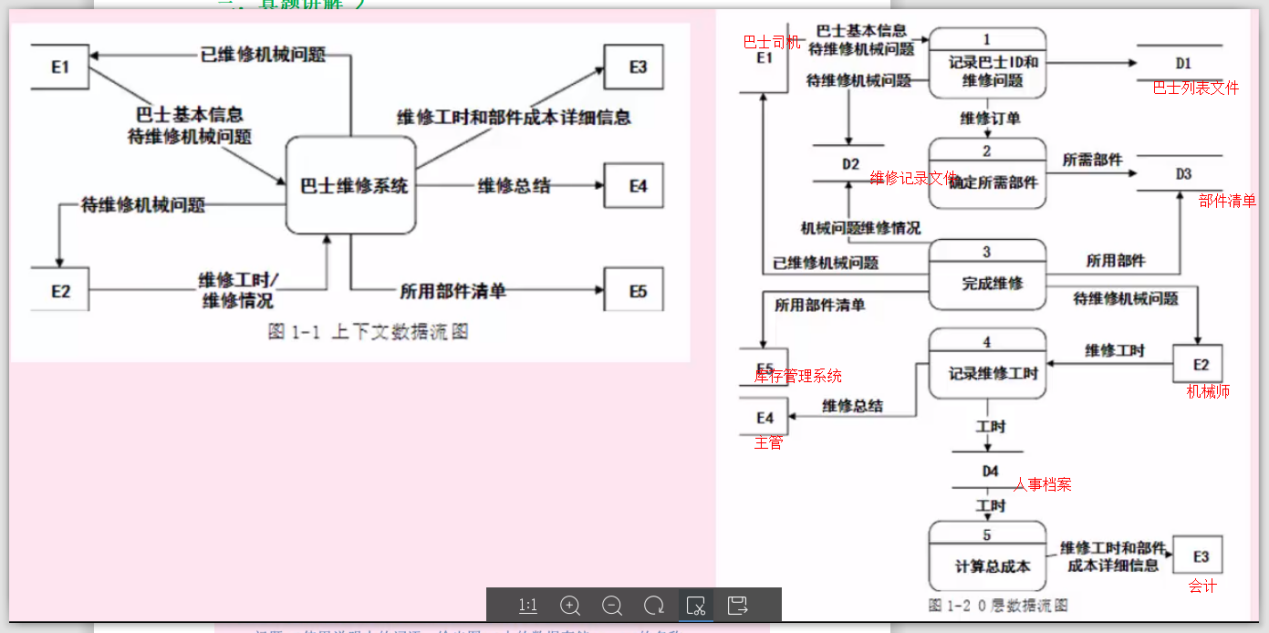 三．真题讲解 2
已维修机械问题
E1
E3
巴士基本信息
待维修机械问题
维修工时和部件成本详细信息
巴士维修系统
维修总结
E4
待维修机械问题
E2
维修工时/
维修情况
所用部件清单
E5
图1-1 上下文数据流图
巴士司机
E1
巴士基本信息
待维修机械问题
待维修机械问题
1
记录巴士ID和
维修问题
D1
巴士列表文件
维修订单
D2
维修记录文件
2
确定所需部件
所需部件
D3
部件清单
机械问题维修情况
已维修机械问题
3
完成维修
所用部件
待维修机械问题
所用部件清单
E5
库存管理系统
4
记录维修工时
维修工时
E2
机械师
E4
主管
维修总结
工时
D4
人事档案
工时
5
计算总成本
维修工时和部件
成本详细信息
E3
会计
图1-2 0层数据流图
1:1